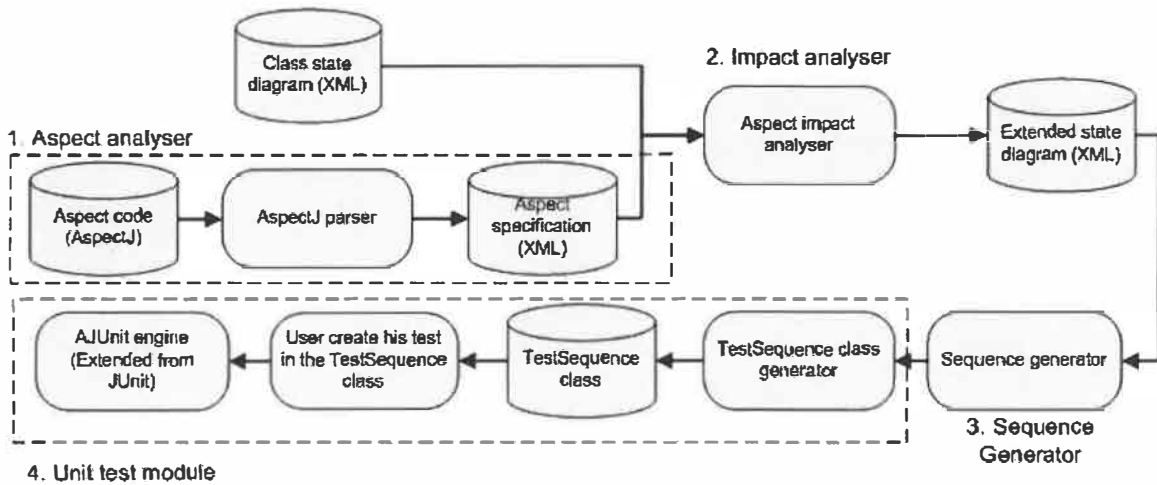 Class state
diagram (XML)
2. Impact analyser
Aspect impact
analyser
Extended state
diagram (XML)
1. Aspect analyser
Aspect code
(AspectJ)
AspectJ parser
Aspect
specification
(XML)
AJUnit engine
(Extended from
JUnit)
User create his test
in the TestSequence
class
TestSequence
class
TestSequence class
generator
Sequence generator
3. Sequence
Generator
4. Unit test module